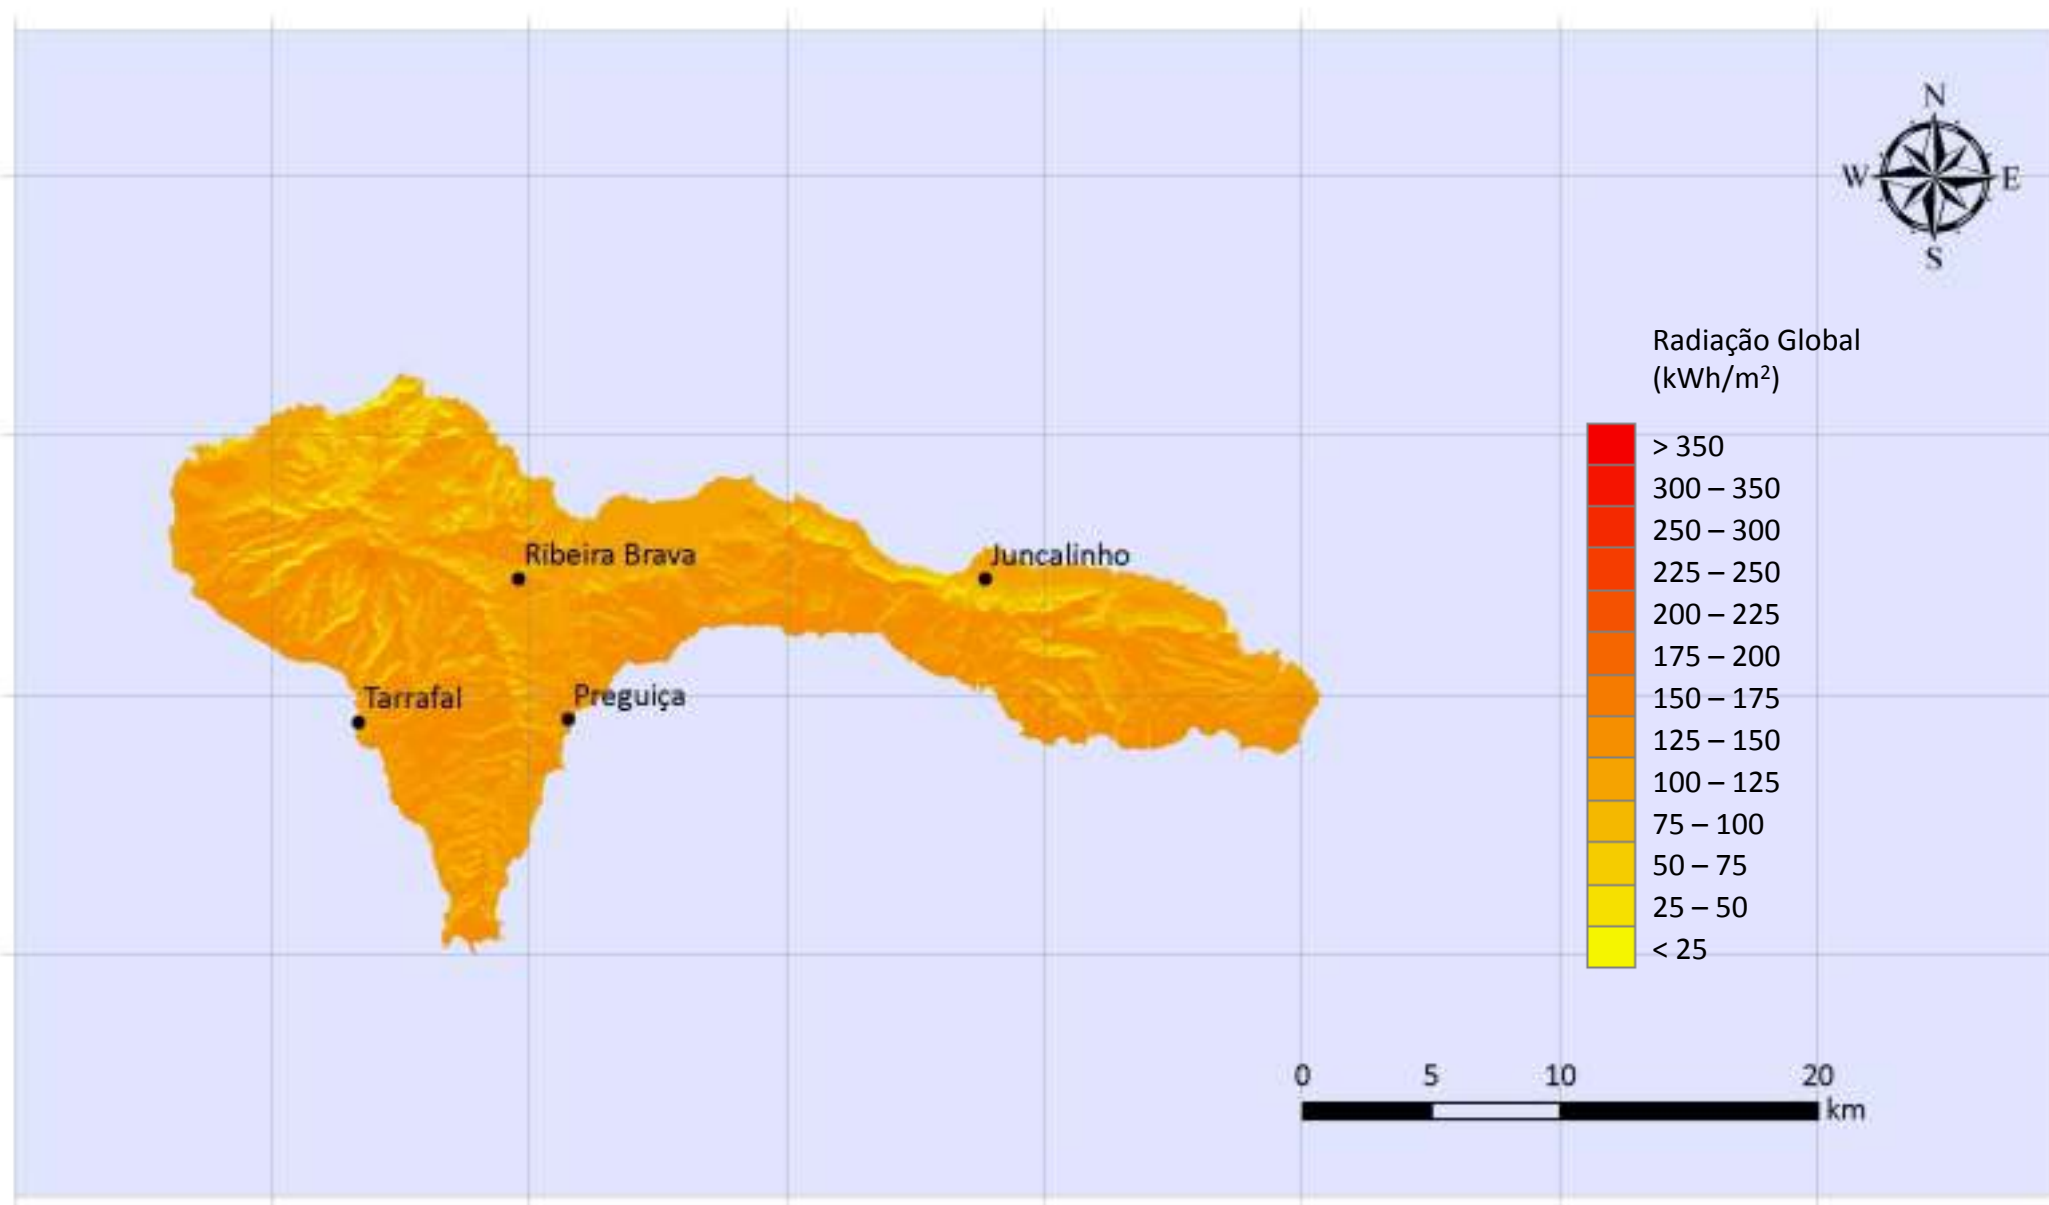 N
W E
S
Radiação Global
(kWh/m²)
> 350
300 – 350
250 – 300
225 – 250
200 – 225
175 – 200
150 – 175
125 – 150
100 – 125
75 – 100
50 – 75
25 – 50
< 25
Ribeira Brava
Juncalinho
Tarrafal
Preguiça
0 5 10 20
km